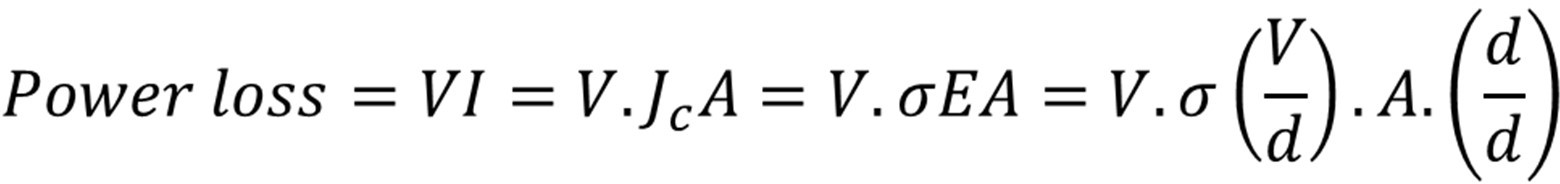 Power loss = VI = V.J_cA = V.σEA = V.σ(V/d).A.(d/d)